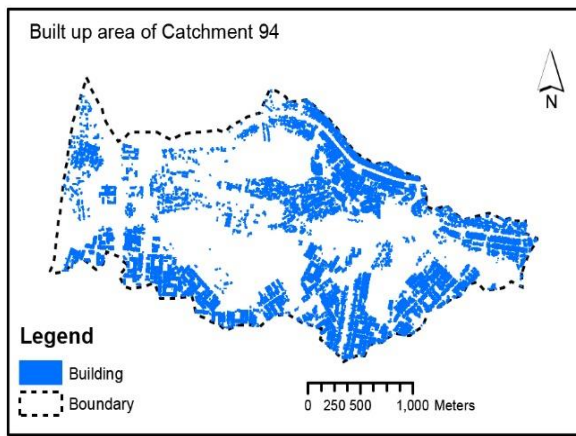 Built up area of Catchment 94
N
Legend
Building
Boundary
0 250 500 1,000 Meters